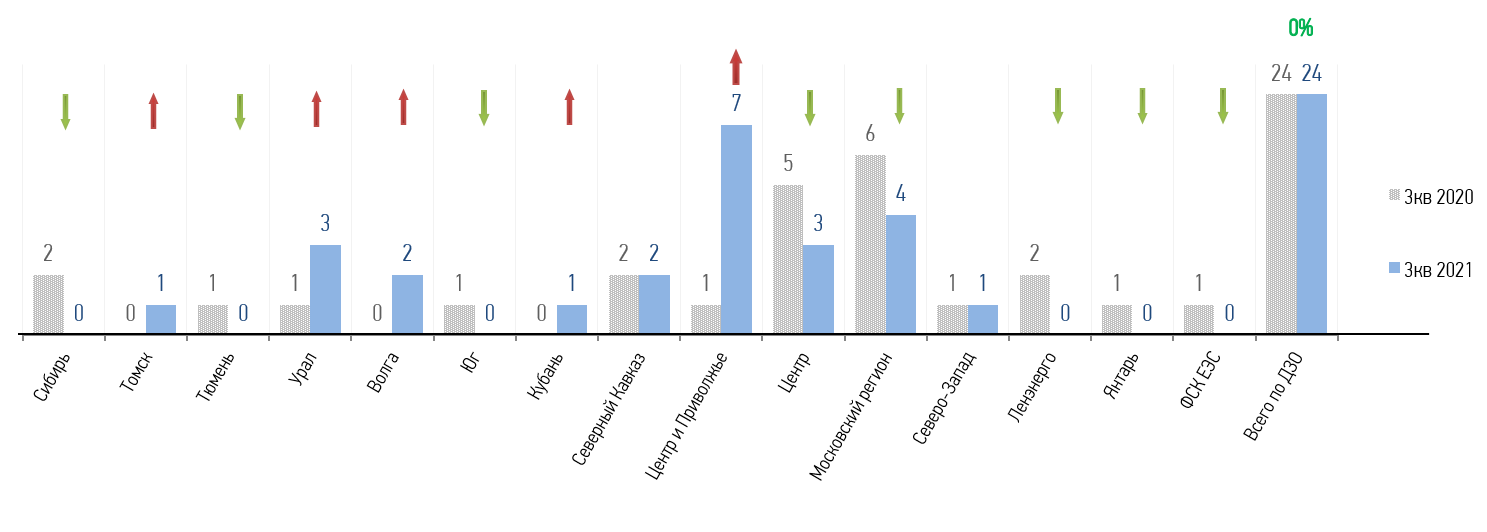 0%
24 24
7
6
5
4
3 3
2 2 2 2 2
0 1 1 0 1 0 1 0 0 1 1 1 1 0 1 0 1 0
3кв 2020
3кв 2021
Сибирь
Томск
Тюмень
Урал
Волга
Юг
Кубань
Северный Кавказ
Центр и Приволжье
Центр
Московский регион
Северо-Запад
Ленэнерго
Янтарь
ФСК ЕЭС
Всего по ДЗО